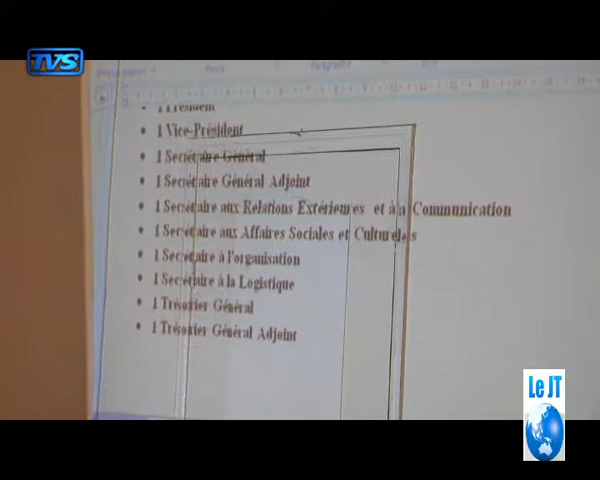 TVS
1 Président
1 Vice-Président
1 Secrétaire Général
1 Secrétaire Général Adjoint
1 Secrétaire aux Relations Extérieures et à la Communication
1 Secrétaire aux Affaires Sociales et Culturelles
1 Secrétaire à l'organisation
1 Secrétaire à la Logistique
1 Trésorier Général
1 Trésorier Général Adjoint
Le JT